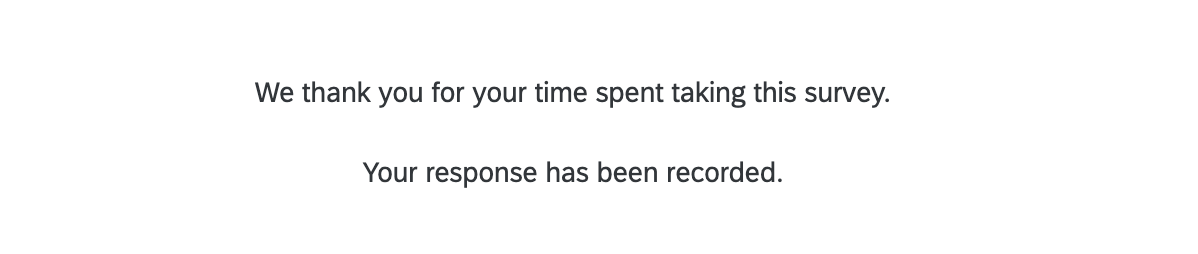 We thank you for your time spent taking this survey.
Your response has been recorded.